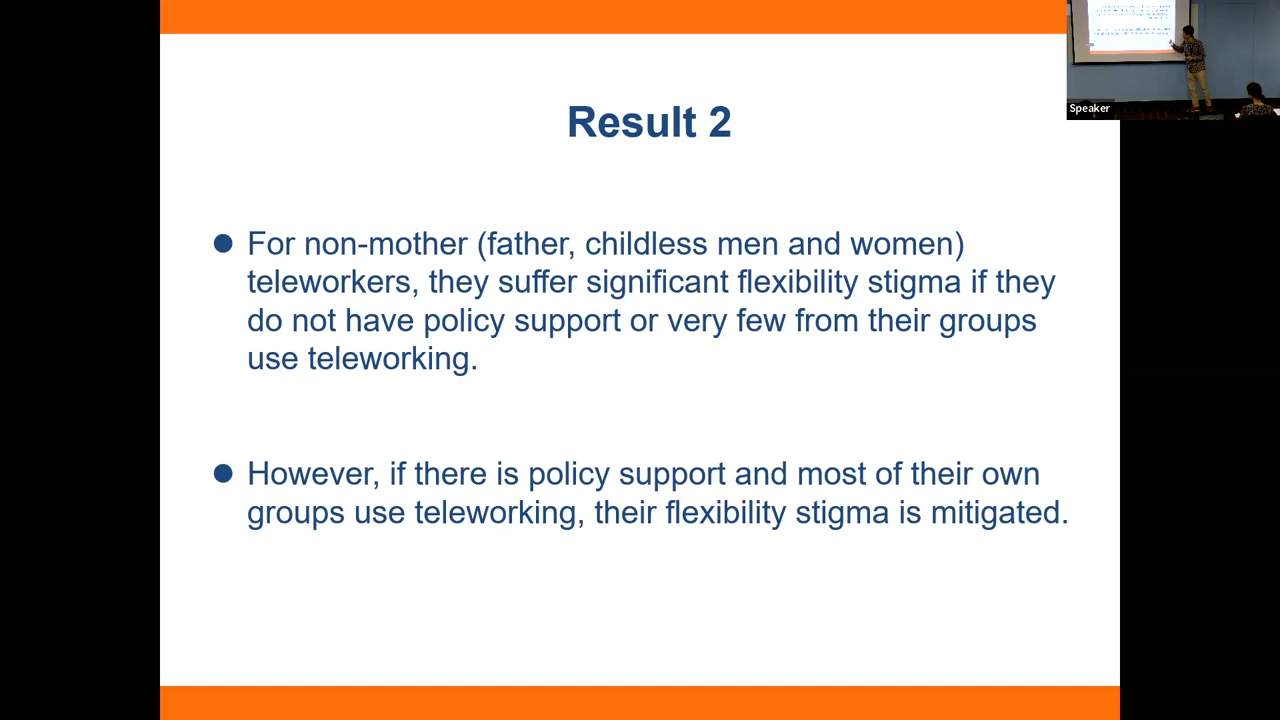 Result 2
For non-mother (father, childless men and women)
teleworkers, they suffer significant flexibility stigma if they
do not have policy support or very few from their groups
use teleworking.
However, if there is policy support and most of their own
groups use teleworking, their flexibility stigma is mitigated.
Speaker